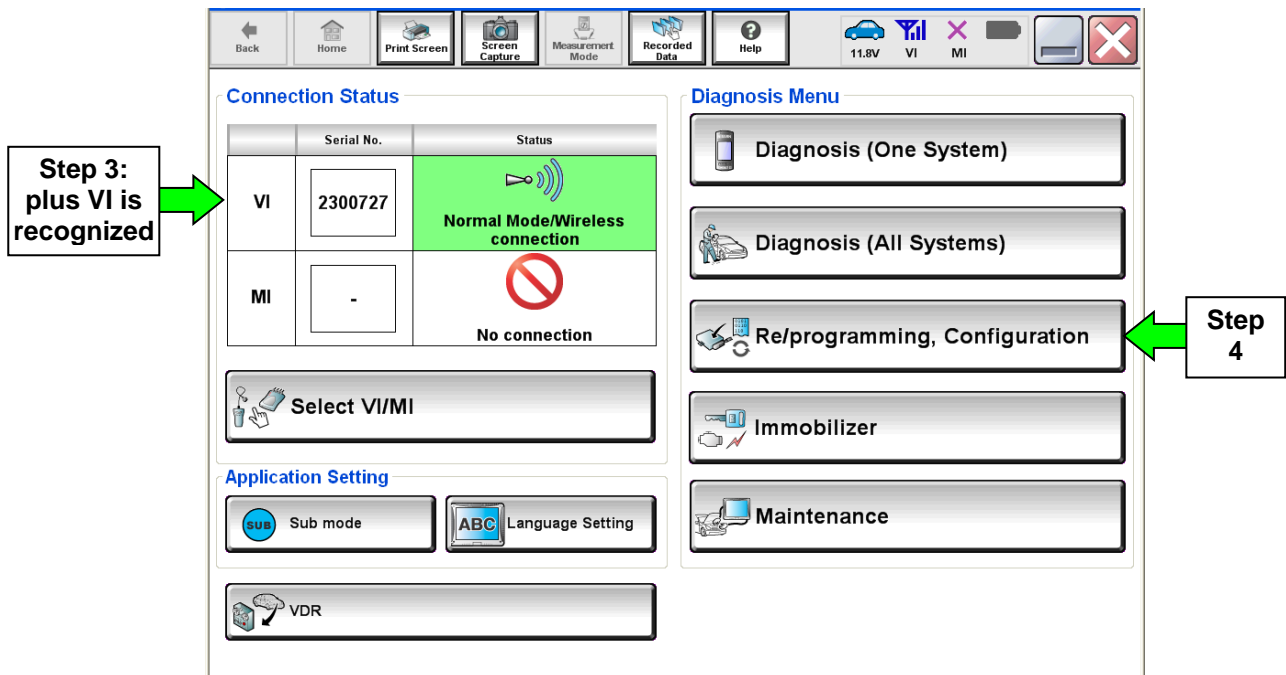 Back
Home
Print Screen
Screen
Capture
Measurement
Mode
Recorded
Data
Help
11.8V
VI
MI
Connection Status
Serial No.
Status
VI
2300727
Normal Mode/Wireless
connection
MI
-
No connection
Select VI/MI
Application Setting
SUB
Sub mode
ABC
Language Setting
VDR
Diagnosis Menu
Diagnosis (One System)
Diagnosis (All Systems)
Re/programming, Configuration
Immobilizer
Maintenance
Step 3:
plus VI is
recognized
Step
4